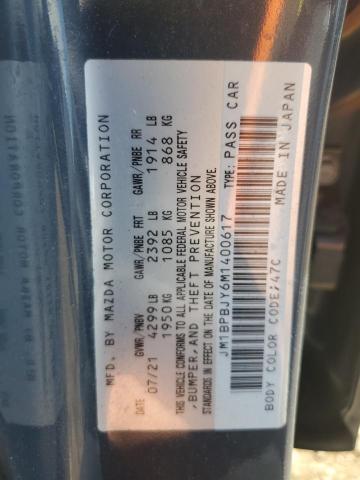 MFD. BY MAZDA MOTOR CORPORATION
DATE GVWR/PNBV GAWR/PNBE FRT GAWR/PNBE RR
07/21 4299 LB 2392 LB 1914 LB
1950 KG 1085 KG 868 KG
THIS VEHICLE CONFORMS TO ALL APPLICABLE FEDERAL MOTOR VEHICLE SAFETY
, BUMPER, AND THEFT PREVENTION
STANDARDS IN EFFECT ON THE DATE OF MANUFACTURE SHOWN ABOVE.
JM1BPBJY6M1400617 TYPE: PASS CAR
BODY COLOR CODE:47C MADE IN JAPAN